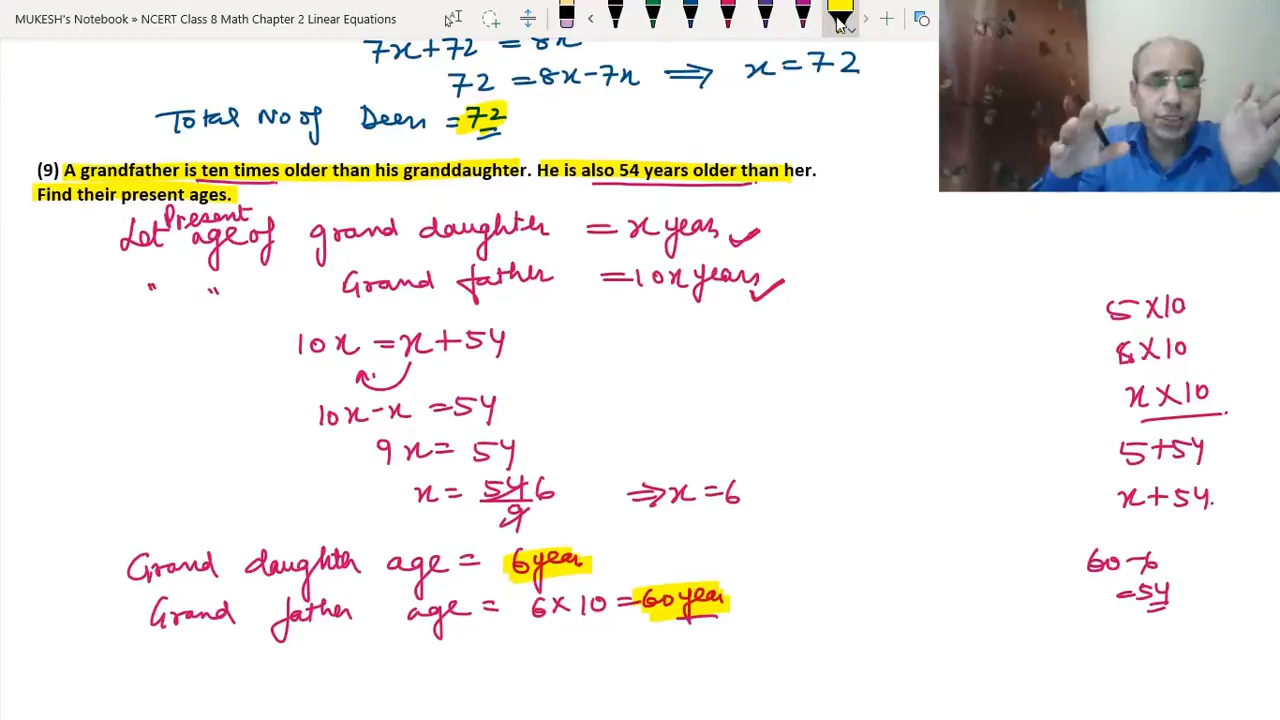 MUKESH's Notebook » NCERT Class 8 Math Chapter 2 Linear Equations
7x+72 = 8x
72 = 8x-7x ⟹ x = 72
Total No of Deers = 72
(9) A grandfather is ten times older than his granddaughter. He is also 54 years older than her.
Find their present ages.
Let Present age of grand daughter = x years ✓
" " Grand father = 10x years ✓
10x = x+54
10x-x = 54
9x = 54
x = 54/9 6 ⇒ x = 6
Grand daughter age = 6 year
Grand father age = 6 × 10 = 60 year
5×10
8×10
x×10
5+54
x+54.
60-6
=54